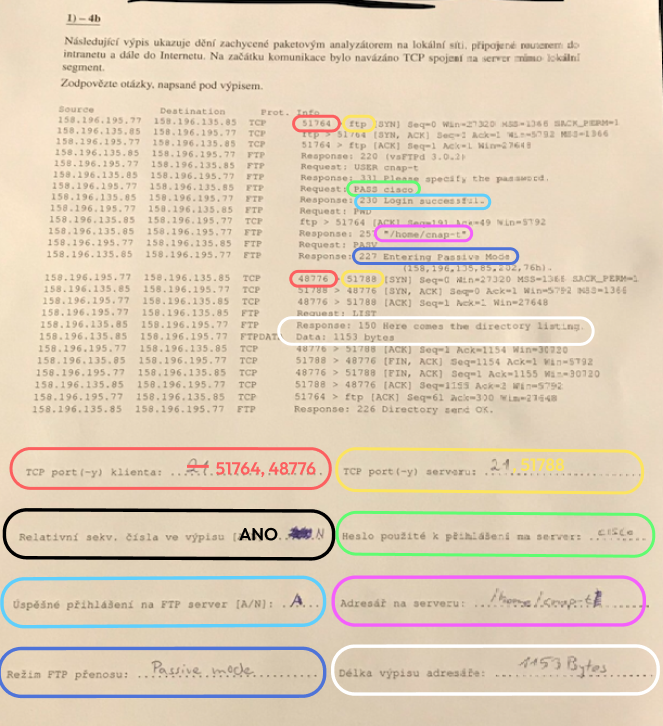 1) – 4b
Následující výpis ukazuje dění zachycené paketovým analyzátorem na lokální síti, připojené routerem do
intranetu a dále do Internetu. Na začátku komunikace bylo navázáno TCP spojení na server mimo lokální
segment.
Zodpovězte otázky, napsané pod výpisem.
Source Destination Prot. Info
158.196.195.77 158.196.135.85 TCP 51764 > ftp [SYN] Seq=0 Win=27320 MSS=1366 SACK_PERM=1
158.196.135.85 158.196.195.77 TCP ftp > 51764 [SYN, ACK] Seq=0 Ack=1 Win=5792 MSS=1366
158.196.195.77 158.196.135.85 TCP 51764 > ftp [ACK] Seq=1 Ack=1 Win=27648
158.196.135.85 158.196.195.77 FTP Response: 220 (vsFTPd 3.0.2)
158.196.195.77 158.196.135.85 FTP Request: USER cnap-t
158.196.135.85 158.196.195.77 FTP Response: 331 Please specify the password.
158.196.195.77 158.196.135.85 FTP Request: PASS cisco
158.196.135.85 158.196.195.77 FTP Response: 230 Login successful.
158.196.195.77 158.196.135.85 FTP Request: PWD
158.196.135.85 158.196.195.77 TCP ftp > 51764 [ACK] Seq=191 Ack=49 Win=5792
158.196.135.85 158.196.195.77 FTP Response: 257 "/home/cnap-t"
158.196.195.77 158.196.135.85 FTP Request: PASV
158.196.135.85 158.196.195.77 FTP Response: 227 Entering Passive Mode
(158,196,135,85,202,76h).
158.196.195.77 158.196.135.85 TCP 48776 > 51788 [SYN] Seq=0 Win=27320 MSS=1366 SACK_PERM=1
158.196.135.85 158.196.195.77 TCP 51788 > 48776 [SYN, ACK] Seq=0 Ack=1 Win=5792 MSS=1366
158.196.195.77 158.196.135.85 TCP 48776 > 51788 [ACK] Seq=1 Ack=1 Win=27648
158.196.195.77 158.196.135.85 FTP Request: LIST
158.196.135.85 158.196.195.77 FTP Response: 150 Here comes the directory listing.
158.196.135.85 158.196.195.77 FTPDAT. Data: 1153 bytes
158.196.195.77 158.196.135.85 TCP 48776 > 51788 [ACK] Seq=1 Ack=1154 Win=30720
158.196.135.85 158.196.195.77 TCP 51788 > 48776 [FIN, ACK] Seq=1154 Ack=1 Win=5792
158.196.195.77 158.196.135.85 TCP 48776 > 51788 [FIN, ACK] Seq=1 Ack=1155 Win=30720
158.196.135.85 158.196.195.77 TCP 51788 > 48776 [ACK] Seq=1155 Ack=2 Win=5792
158.196.195.77 158.196.135.85 TCP 51764 > ftp [ACK] Seq=61 Ack=300 Win=27648
158.196.135.85 158.196.195.77 FTP Response: 226 Directory send OK.
TCP port(-y) klienta: 21 51764, 48776 TCP port(-y) serveru: 21, 51788
Relativní sekv. čísla ve výpisu ANO N Heslo použité k přihlášení na server: cisco
Úspěšné přihlášení na FTP server [A/N]: A Adresář na serveru: /home/cnap-t
Režim FTP přenosu: Passive mode Délka výpisu adresáře: 1153 Bytes